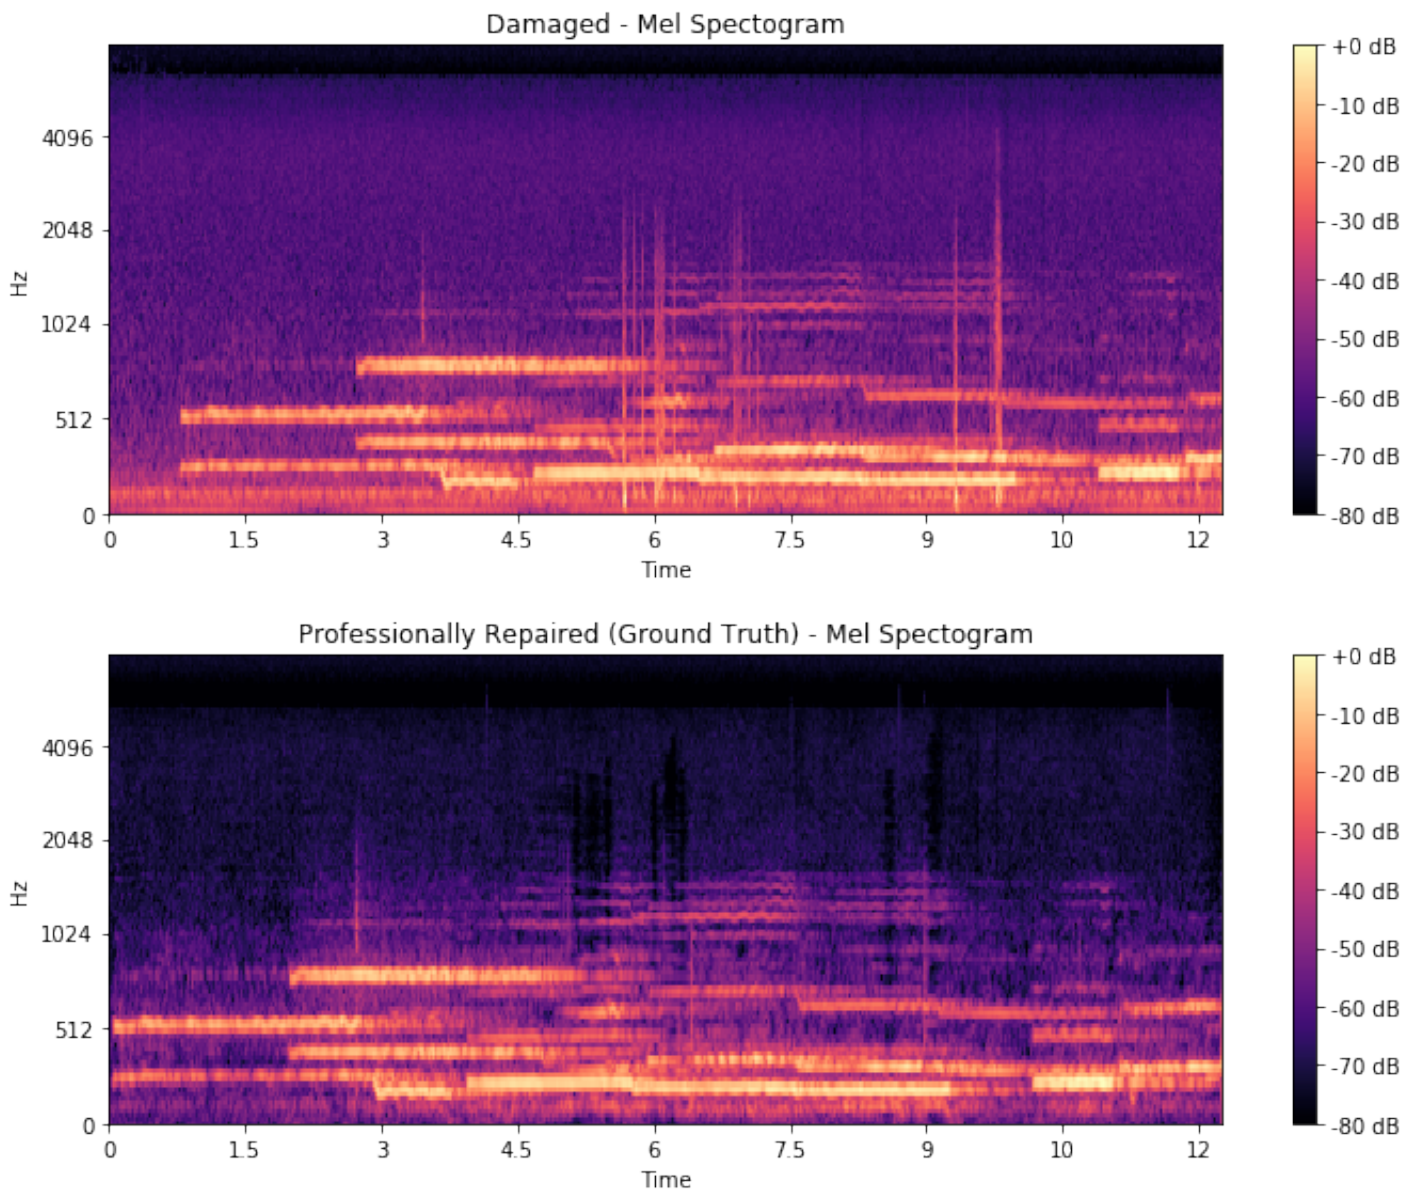 Damaged - Mel Spectogram
+0 dB
-10 dB
-20 dB
-30 dB
-40 dB
-50 dB
-60 dB
-70 dB
-80 dB
4096
2048
1024
512
0
Hz
0 1.5 3 4.5 6 7.5 9 10 12
Time
Professionally Repaired (Ground Truth) - Mel Spectogram
+0 dB
-10 dB
-20 dB
-30 dB
-40 dB
-50 dB
-60 dB
-70 dB
-80 dB
4096
2048
1024
512
0
Hz
0 1.5 3 4.5 6 7.5 9 10 12
Time